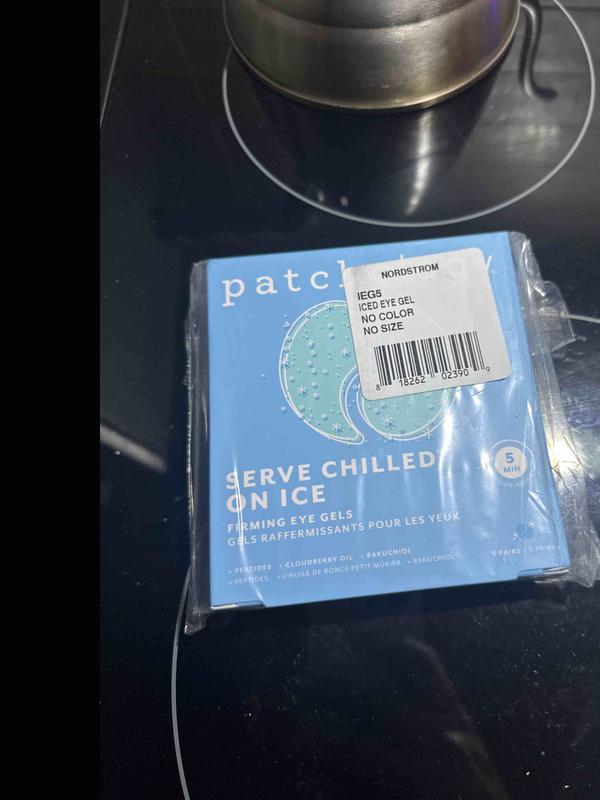 patch gy
NORDSTROM
IEG5
ICED EYE GEL
NO COLOR
NO SIZE
8 18262 02390 9
SERVE CHILLED
ON ICE
5
MIN
FIRMING EYE GELS
GELS RAFFERMISSANTS POUR LES YEUX
• PEPTIDES • CLOUDBERRY OIL • BAKUCHIOL
• PEPTIDES • L'HUILE DE RONCE PETIT-MÛRIER • BAKUCHIOL
5 PAIRS